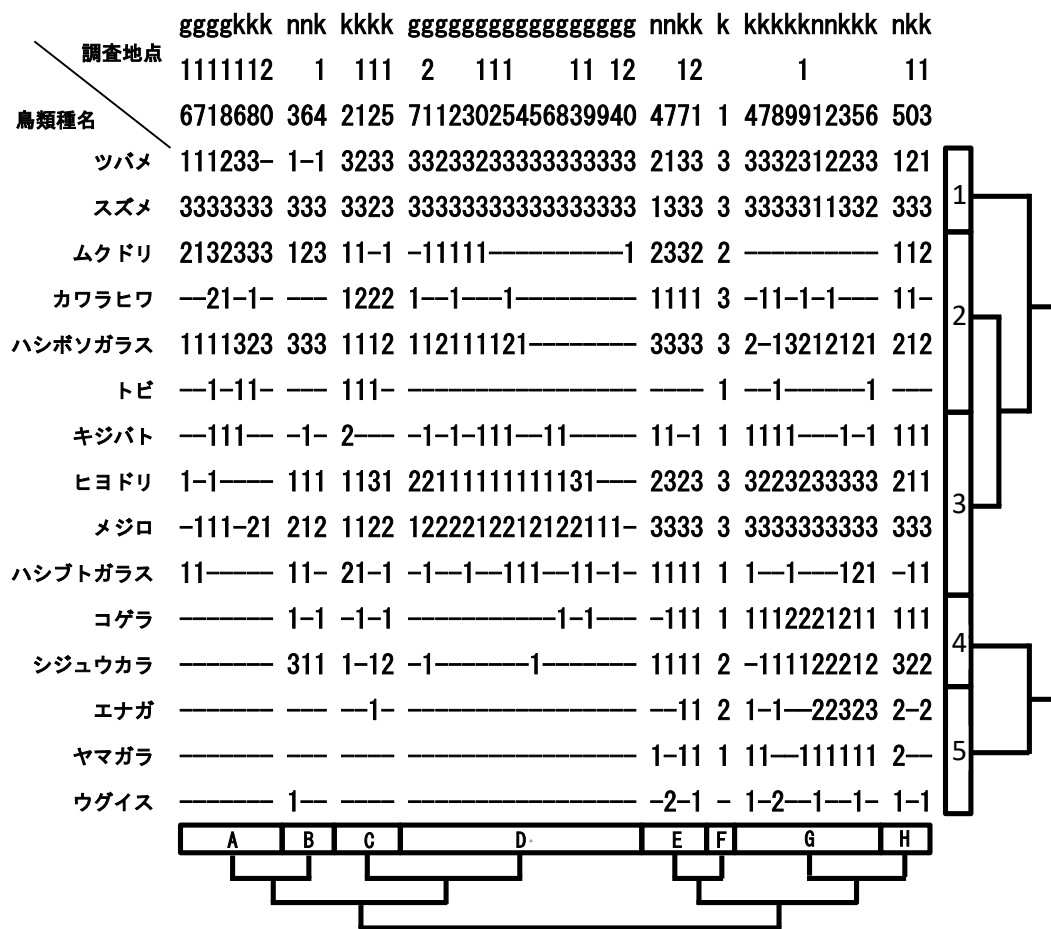 ggggkkk nnk kkkk gggggggggggggggggg nnkk k kkkkknnkkk nkk
調査地点
1111112 1 111 2 111 11 12 12 1 11
鳥類種名
6718680 364 2125 71123025456839940 4771 1 4789912356 503
ツバメ 111233- 1-1 3233 332332333333333333 2133 3 3332312233 121
スズメ 3333333 333 3323 333333333333333333 1333 3 3333311332 333
ムクドリ 2132333 123 11-1 -11111-----------1 2332 2 ---------- 112
カワラヒワ --21-1- --- 1222 1--1---1---------- 1111 3 -11-1-1--- 11-
ハシボソガラス 1111323 333 1112 112111121--------- 3333 3 2-13212121 212
トビ --1-11- --- 111- ------------------ ---- 1 --1------1 ---
キジバト --111-- -1- 2--- -1-1-111--11------ 11-1 1 1111---1-1 111
ヒヨドリ 1-1---- 111 1131 22111111111131--- 2323 3 3223233333 211
メジロ -111-21 212 1122 1222212212122111- 3333 3 3333333333 333
ハシブトガラス 11----- 11- 21-1 -1--1--111--11-1- 1111 1 1--1---121 -11
コゲラ ------- 1-1 -1-1 ------------1-1--- -111 1 1112221211 111
シジュウカラ ------- 311 1-12 -1--------1------- 1111 2 -111122212 322
エナガ ------- --- --1- ------------------ --11 2 1-1--22323 2-2
ヤマガラ ------- --- ---- ------------------ 1-11 1 11--111111 2--
ウグイス ------- 1-- ---- ------------------ -2-1 - 1-2--1--1- 1-1
A B C D E F G H
1
2
3
4
5